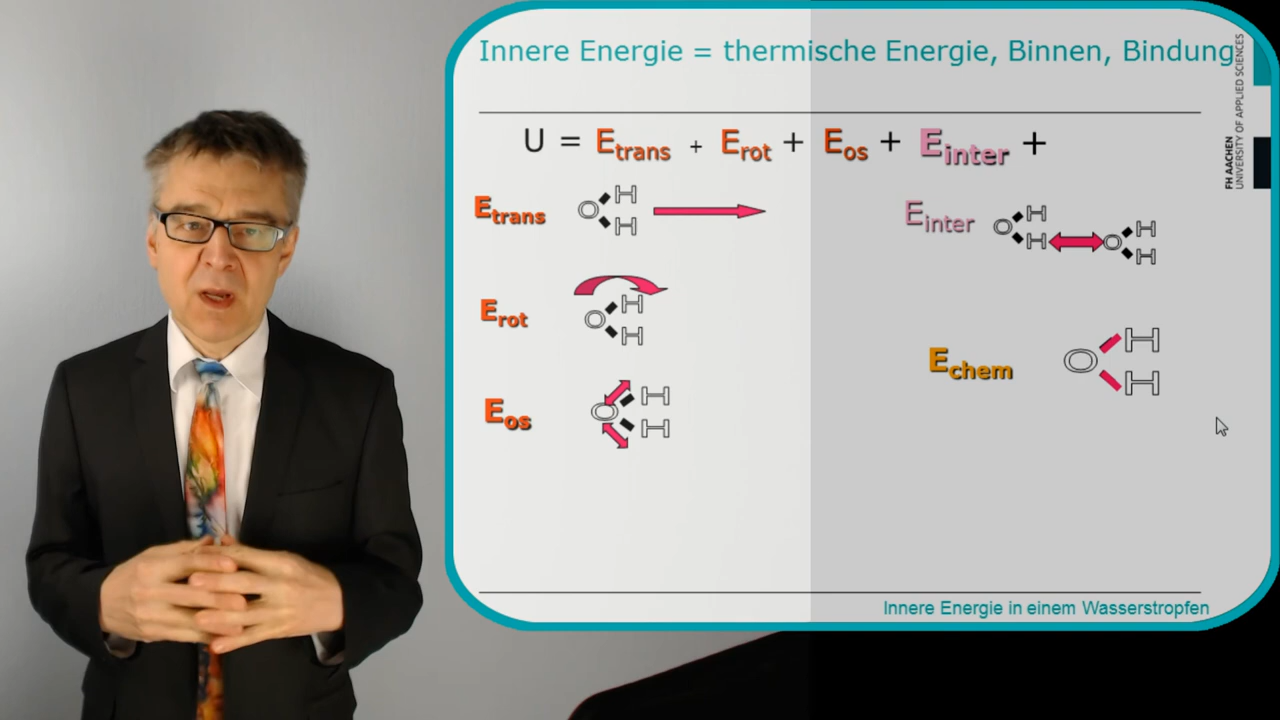 Innere Energie = thermische Energie, Binnen, Bindung
FH AACHEN
UNIVERSITY OF APPLIED SCIENCES
U = Etrans + Erot + Eos + Einter +
Etrans
O H H
Einter
O H H O H H
Erot
O H H
Echem
O H H
Eos
O H H
Innere Energie in einem Wasserstropfen